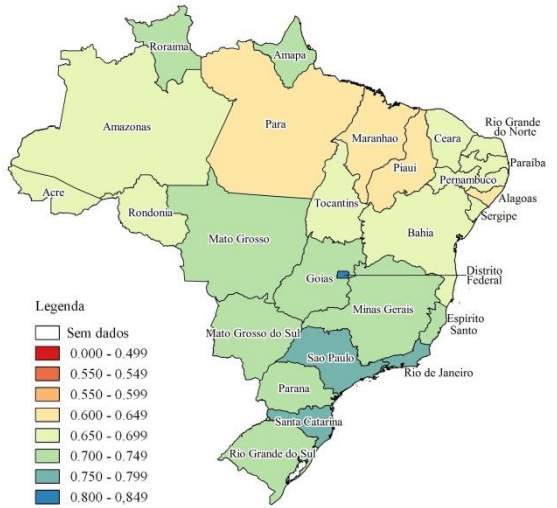 Roraima
Amapa
Amazonas
Para
Maranhao
Ceara
Rio Grande
do Norte
Paraíba
Piaui
Pernambuco
Acre
Alagoas
Rondonia
Tocantins
Sergipe
Bahia
Mato Grosso
Distrito
Federal
Goias
Minas Gerais
Espírito
Santo
Mato Grosso do Sul
Sao Paulo
Rio de Janeiro
Parana
Santa Catarina
Rio Grande do Sul
Legenda
Sem dados
0.000 - 0.499
0.550 - 0.549
0.550 - 0.599
0.600 - 0.649
0.650 - 0.699
0.700 - 0.749
0.750 - 0.799
0.800 - 0,849